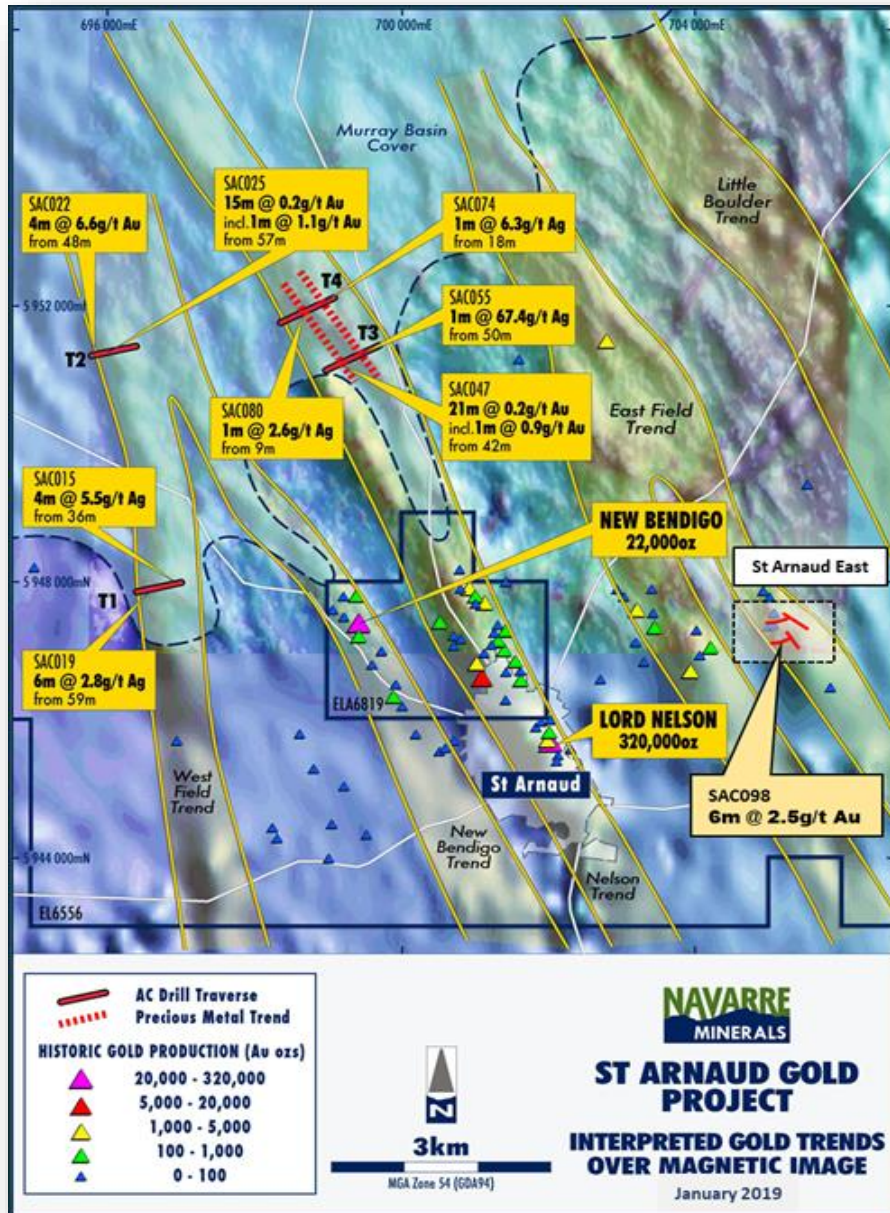 696 000mE
700 000mE
704 000mE
Murray Basin
Cover
Little
Boulder
Trend
SAC022
4m @ 6.6g/t Au
from 48m
SAC025
15m @ 0.2g/t Au
incl.1m @ 1.1g/t Au
from 57m
SAC074
1m @ 6.3g/t Ag
from 18m
5 952 000mN
T4
T2
T3
SAC055
1m @ 67.4g/t Ag
from 50m
SAC080
1m @ 2.6g/t Ag
from 9m
SAC047
21m @ 0.2g/t Au
incl.1m @ 0.9g/t Au
from 42m
East Field
Trend
SAC015
4m @ 5.5g/t Ag
from 36m
NEW BENDIGO
22,000oz
5 948 000mN
T1
St Arnaud East
SAC019
6m @ 2.8g/t Ag
from 59m
ELA6819
LORD NELSON
320,000oz
West
Field
Trend
St Arnaud
SAC098
6m @ 2.5g/t Au
New
Bendigo
Trend
Nelson
Trend
5 944 000mN
EL6556
AC Drill Traverse
Precious Metal Trend
HISTORIC GOLD PRODUCTION (Au ozs)
20,000 - 320,000
5,000 - 20,000
1,000 - 5,000
100 - 1,000
0 - 100
N
3km
MGA Zone 54 (GDA94)
NAVARRE
MINERALS
ST ARNAUD GOLD
PROJECT
INTERPRETED GOLD TRENDS
OVER MAGNETIC IMAGE
January 2019